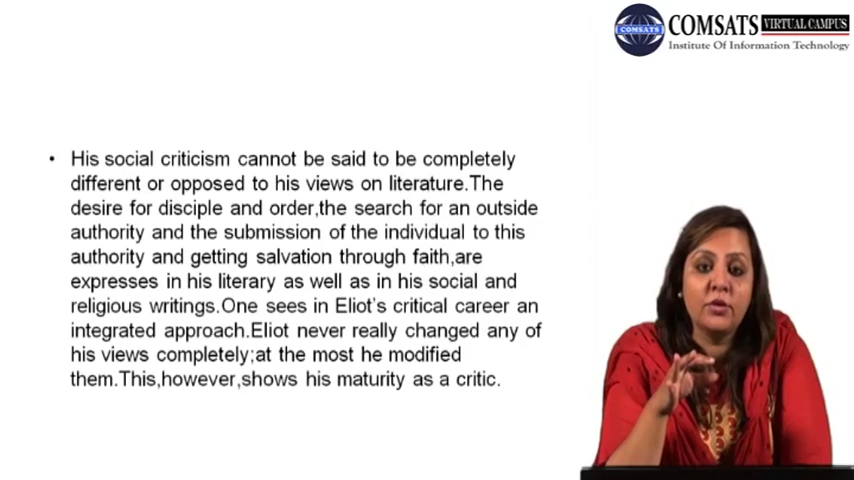 COMSATS VIRTUAL CAMPUS
COMSATS
Institute Of Information Technology
• His social criticism cannot be said to be completely
different or opposed to his views on literature.The
desire for disciple and order,the search for an outside
authority and the submission of the individual to this
authority and getting salvation through faith,are
expresses in his literary as well as in his social and
religious writings.One sees in Eliot's critical career an
integrated approach.Eliot never really changed any of
his views completely;at the most he modified
them.This,however,shows his maturity as a critic.